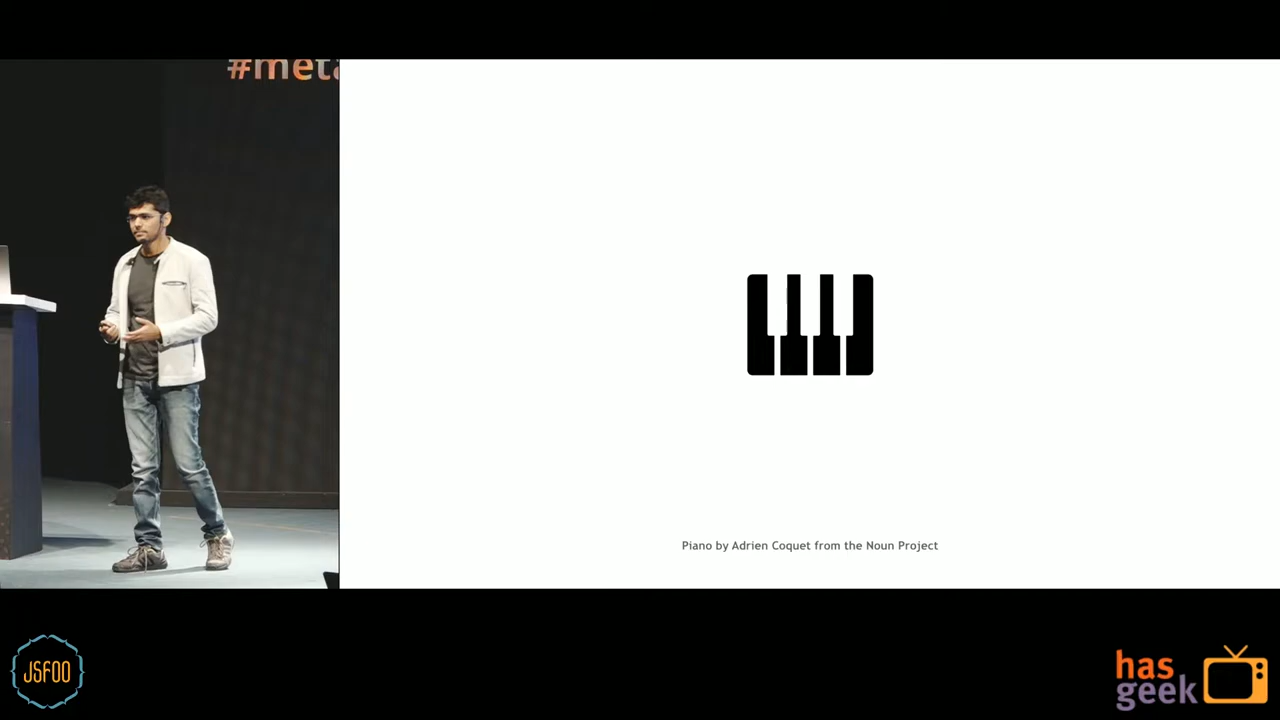 #meta
Piano by Adrien Coquet from the Noun Project
JSFOO
has
geek